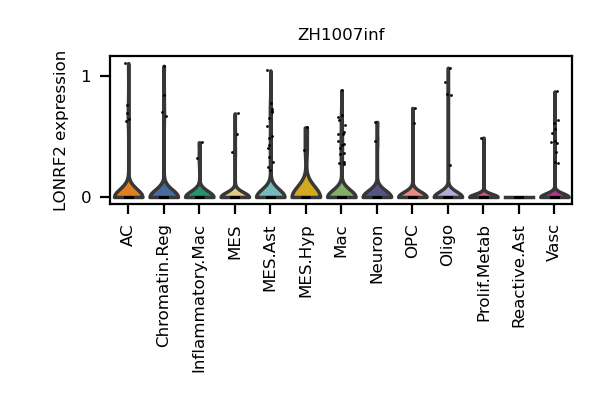 ZH1007inf
LONRF2 expression
1
0
AC
Chromatin.Reg
Inflammatory.Mac
MES
MES.Ast
MES.Hyp
Mac
Neuron
OPC
Oligo
Prolif.Metab
Reactive.Ast
Vasc